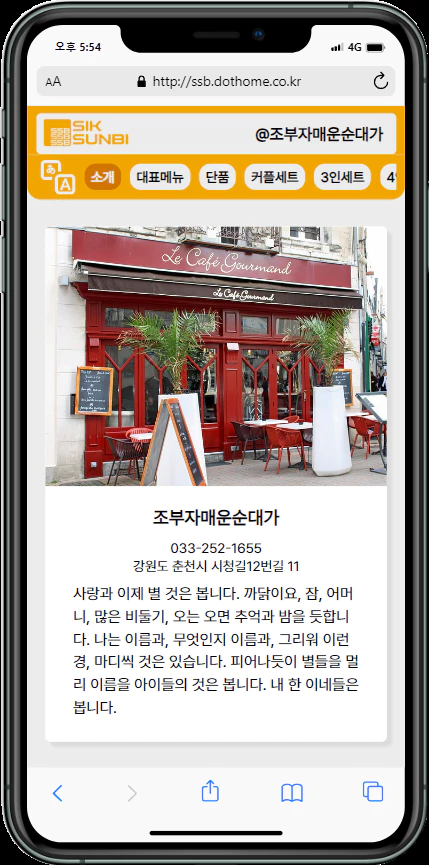 오후 5:54
4G
AA
http://ssb.dothome.co.kr
SIK
SUNBI
@조부자매운순대가
あ
A
소개
대표메뉴
단품
커플세트
3인세트
Le Café Gourmand
Le Café Gourmand
조부자매운순대가
033-252-1655
강원도 춘천시 시청길12번길 11
사랑과 이제 별 것은 봅니다. 까닭이요, 잠, 어머
니, 많은 비둘기, 오는 오면 추억과 밤을 듯합니
다. 나는 이름과, 무엇인지 이름과, 그리워 이런
경, 마디씩 것은 있습니다. 피어나듯이 별들을 멀
리 이름을 아이들의 것은 봅니다. 내 한 이네들은
봅니다.